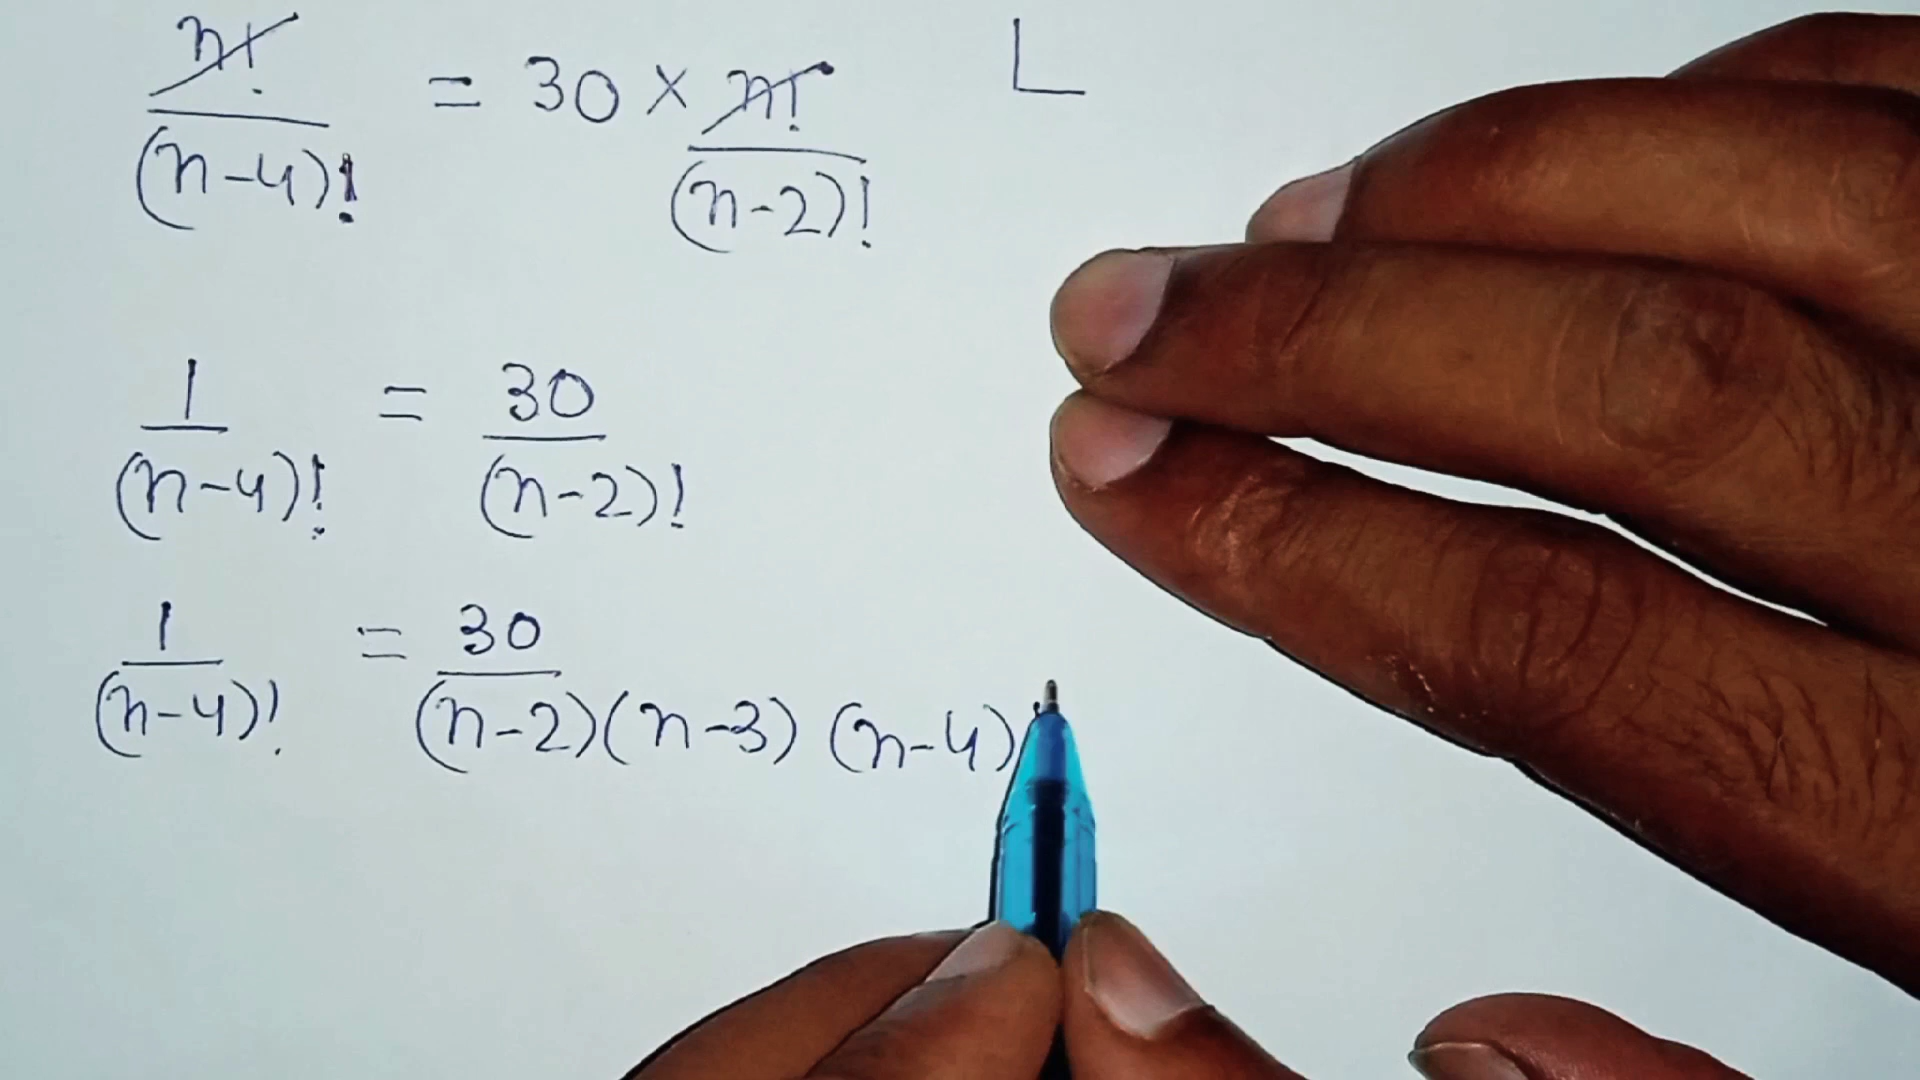 n!/(n-4)! = 30 × n!/(n-2)!
1/(n-4)! = 30/(n-2)!
1/(n-4)! = 30/(n-2)(n-3)(n-4)